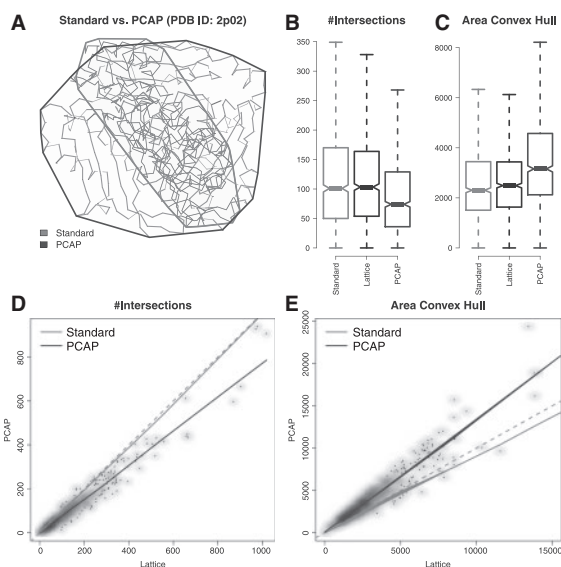 A
Standard vs. PCAP (PDB ID: 2p02)
Standard
PCAP
B
#Intersections
350
300
250
200
150
100
50
0
Standard
Lattice
PCAP
C
Area Convex Hull
8000
6000
4000
2000
0
Standard
Lattice
PCAP
D
#Intersections
Standard
PCAP
PCAP
800
600
400
200
0
0
200
400
600
800
1000
Lattice
E
Area Convex Hull
Standard
PCAP
PCAP
25000
20000
15000
10000
5000
0
0
5000
10000
15000
Lattice